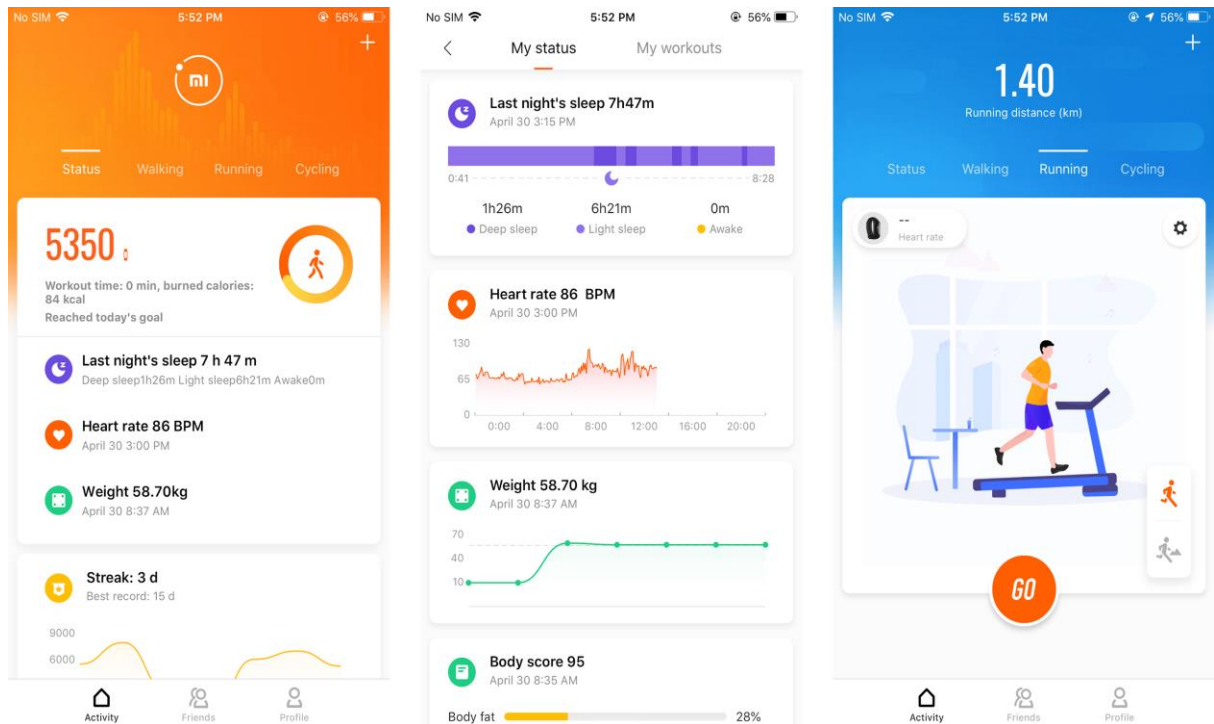 No SIM 5:52 PM 56%
+
mi
Status Walking Running Cycling
5350
Workout time: 0 min, burned calories:
84 kcal
Reached today's goal
Last night's sleep 7 h 47 m
Deep sleep1h26m Light sleep6h21m Awake0m
Heart rate 86 BPM
April 30 3:00 PM
Weight 58.70kg
April 30 8:37 AM
Streak: 3 d
Best record: 15 d
9000
6000
Activity Friends Profile
No SIM 5:52 PM 56%
My status My workouts
Last night's sleep 7h47m
April 30 3:15 PM
0:41 8:28
1h26m 6h21m 0m
Deep sleep Light sleep Awake
Heart rate 86 BPM
April 30 3:00 PM
130
65
0
0:00 4:00 8:00 12:00 16:00 20:00
Weight 58.70 kg
April 30 8:37 AM
70
40
10
Body score 95
April 30 8:35 AM
Body fat 28%
No SIM 5:52 PM 56%
+
1.40
Running distance (km)
Status Walking Running Cycling
--
Heart rate
GO
Activity Friends Profile